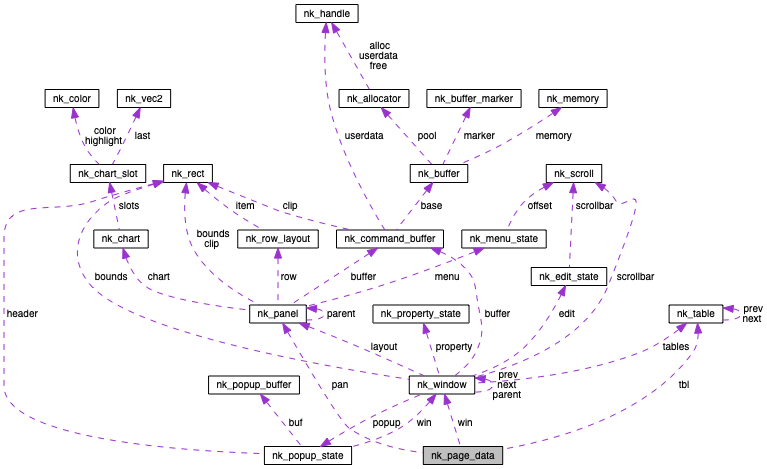 nk_handle
alloc
userdata
free
nk_color
nk_vec2
nk_allocator
nk_buffer_marker
nk_memory
color
highlight
last
userdata
pool
marker
memory
nk_chart_slot
nk_rect
nk_buffer
nk_scroll
slots
item
clip
base
offset
scrollbar
nk_chart
bounds
clip
nk_row_layout
nk_command_buffer
nk_menu_state
bounds
chart
row
buffer
menu
nk_edit_state
scrollbar
header
nk_panel
parent
nk_property_state
buffer
edit
nk_table
prev
next
layout
property
tables
nk_popup_buffer
pan
nk_window
prev
next
parent
tbl
buf
popup
win
win
nk_popup_state
nk_page_data